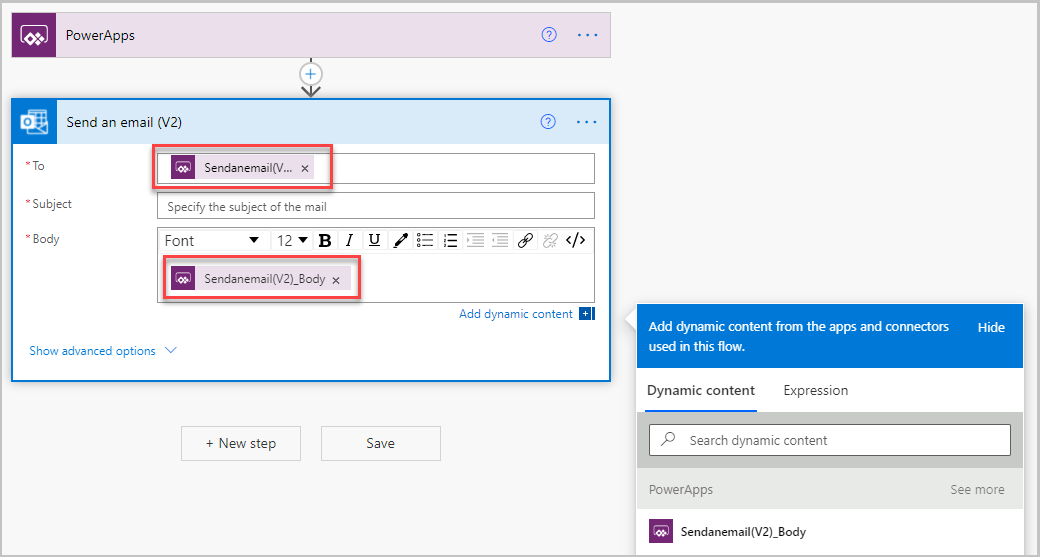 PowerApps
Send an email (V2)
* To
Sendanemail(V... ×
* Subject
Specify the subject of the mail
* Body
Font 12 B I U </>
Sendanemail(V2)_Body ×
Add dynamic content
Show advanced options
+ New step
Save
Add dynamic content from the apps and connectors
used in this flow.
Hide
Dynamic content
Expression
Search dynamic content
PowerApps
See more
Sendanemail(V2)_Body